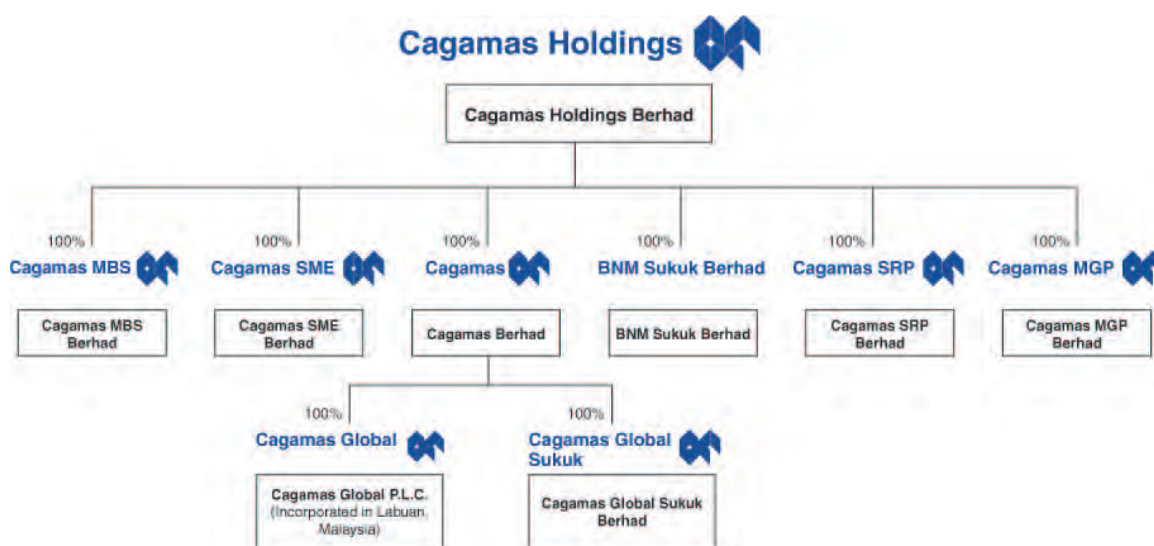 Cagamas Holdings
Cagamas Holdings Berhad
100%
100%
100%
100%
100%
100%
Cagamas MBS
Cagamas SME
Cagamas
BNM Sukuk Berhad
Cagamas SRP
Cagamas MGP
Cagamas MBS
Berhad
Cagamas SME
Berhad
Cagamas Berhad
BNM Sukuk Berhad
Cagamas SRP
Berhad
Cagamas MGP
Berhad
100%
100%
Cagamas Global
Cagamas Global
Sukuk
Cagamas Global P.L.C.
(Incorporated in Labuan,
Malaysia)
Cagamas Global Sukuk
Berhad